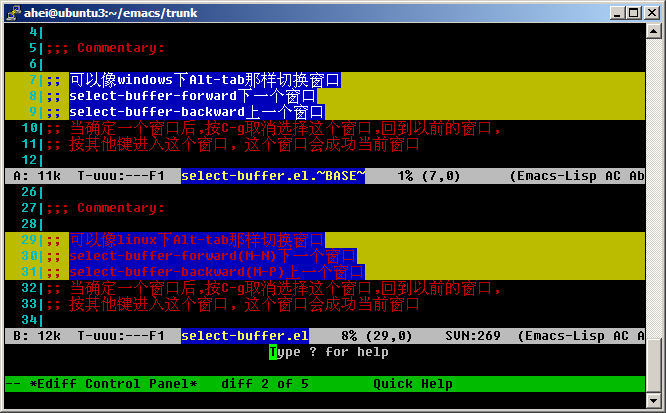 ahei@ubuntu3:~/emacs/trunk
4|
5|;;; Commentary:
6|
7|;; 可以像windows下Alt-tab那样切换窗口
8|;; select-buffer-forward下一个窗口
9|;; select-buffer-backward上一个窗口
10|;; 当确定一个窗口后,按C-g取消选择这个窗口,回到以前的窗口,
11|;; 按其他键进入这个窗口, 这个窗口会成功当前窗口
12|
A: 11k T-uuu:---F1 select-buffer.el.~BASE~ 1% (7,0) (Emacs-Lisp AC Ab
26|
27|;;; Commentary:
28|
29|;; 可以像linux下Alt-tab那样切换窗口
30|;; select-buffer-forward(M-N)下一个窗口
31|;; select-buffer-backward(M-P)上一个窗口
32|;; 当确定一个窗口后,按C-g取消选择这个窗口,回到以前的窗口,
33|;; 按其他键进入这个窗口, 这个窗口会成功当前窗口
34|
B: 12k T-uuu:---F1 select-buffer.el 8% (29,0) SVN:269 (Emacs-Lisp A
Type ? for help
-- *Ediff Control Panel* diff 2 of 5 Quick Help